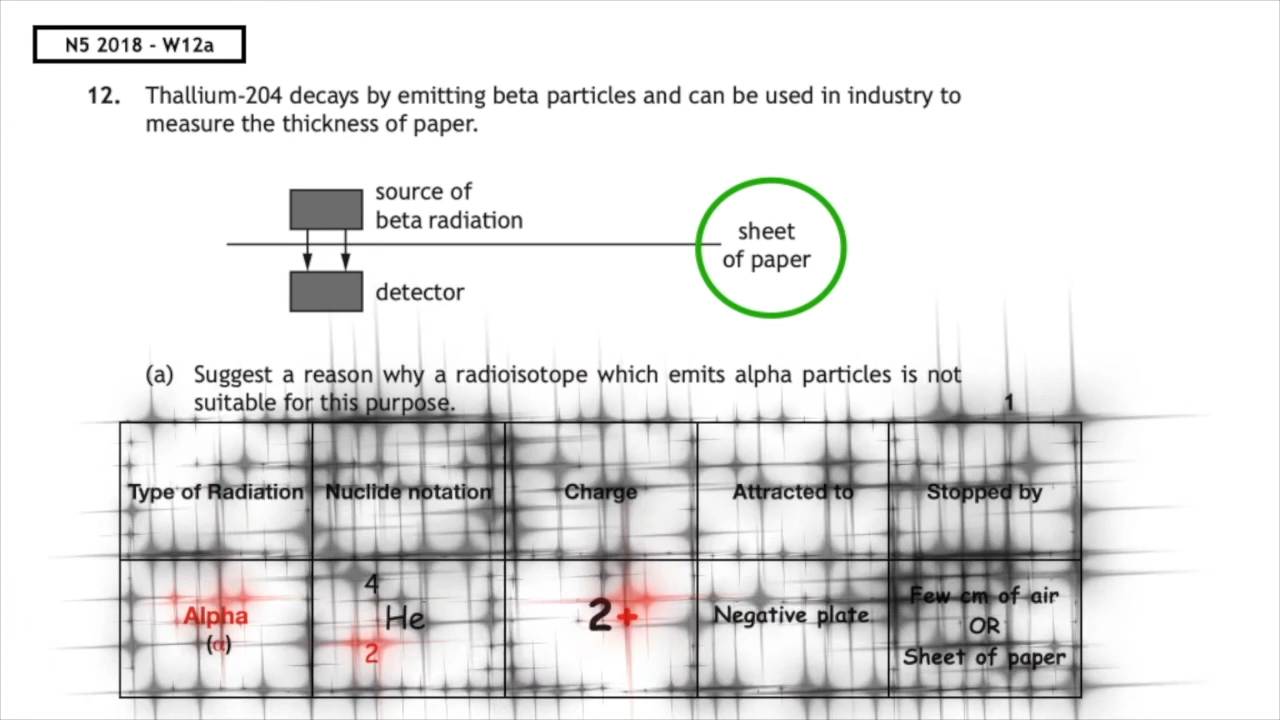 N5 2018 - W12a
12. Thallium-204 decays by emitting beta particles and can be used in industry to
measure the thickness of paper.
source of
beta radiation
sheet
of paper
detector
(a) Suggest a reason why a radioisotope which emits alpha particles is not
suitable for this purpose. 1
Type of Radiation Nuclide notation Charge Attracted to Stopped by
Alpha
(α)
4
He
2
2+
Negative plate
Few cm of air
OR
Sheet of paper